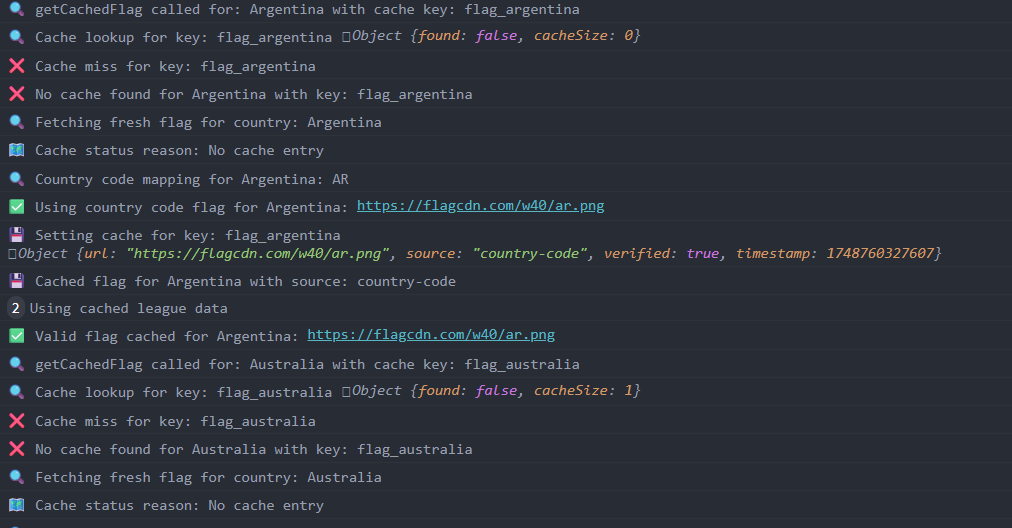 🔍 getCachedFlag called for: Argentina with cache key: flag_argentina
🔍 Cache lookup for key: flag_argentina ▯Object {found: false, cacheSize: 0}
❌ Cache miss for key: flag_argentina
❌ No cache found for Argentina with key: flag_argentina
🔍 Fetching fresh flag for country: Argentina
🗺️ Cache status reason: No cache entry
🔍 Country code mapping for Argentina: AR
✅ Using country code flag for Argentina: https://flagcdn.com/w40/ar.png
💾 Setting cache for key: flag_argentina
▯Object {url: "https://flagcdn.com/w40/ar.png", source: "country-code", verified: true, timestamp: 1748760327607}
💾 Cached flag for Argentina with source: country-code
2 Using cached league data
✅ Valid flag cached for Argentina: https://flagcdn.com/w40/ar.png
🔍 getCachedFlag called for: Australia with cache key: flag_australia
🔍 Cache lookup for key: flag_australia ▯Object {found: false, cacheSize: 1}
❌ Cache miss for key: flag_australia
❌ No cache found for Australia with key: flag_australia
🔍 Fetching fresh flag for country: Australia
🗺️ Cache status reason: No cache entry